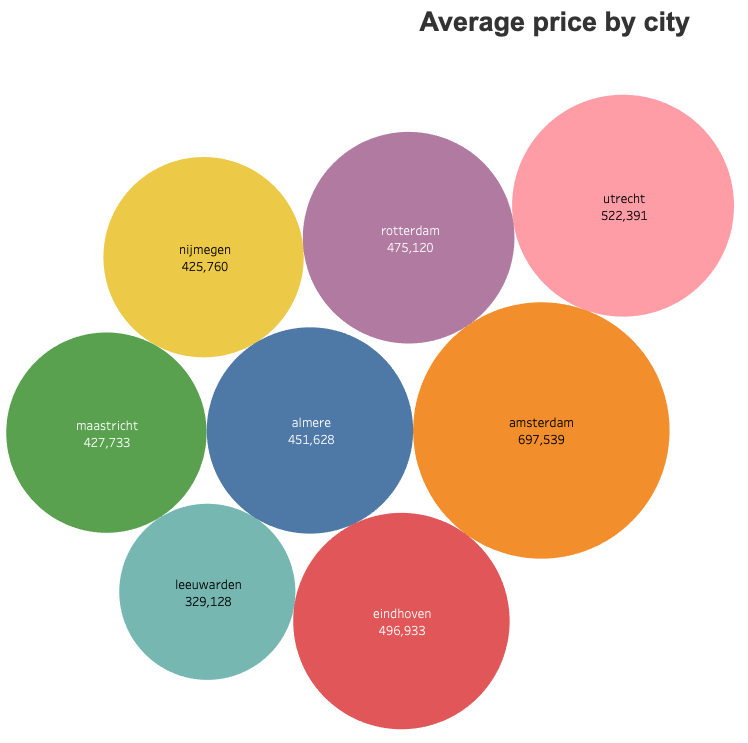 Average price by city
utrecht
522,391
rotterdam
475,120
nijmegen
425,760
maastricht
427,733
almere
451,628
amsterdam
697,539
leeuwarden
329,128
eindhoven
496,933